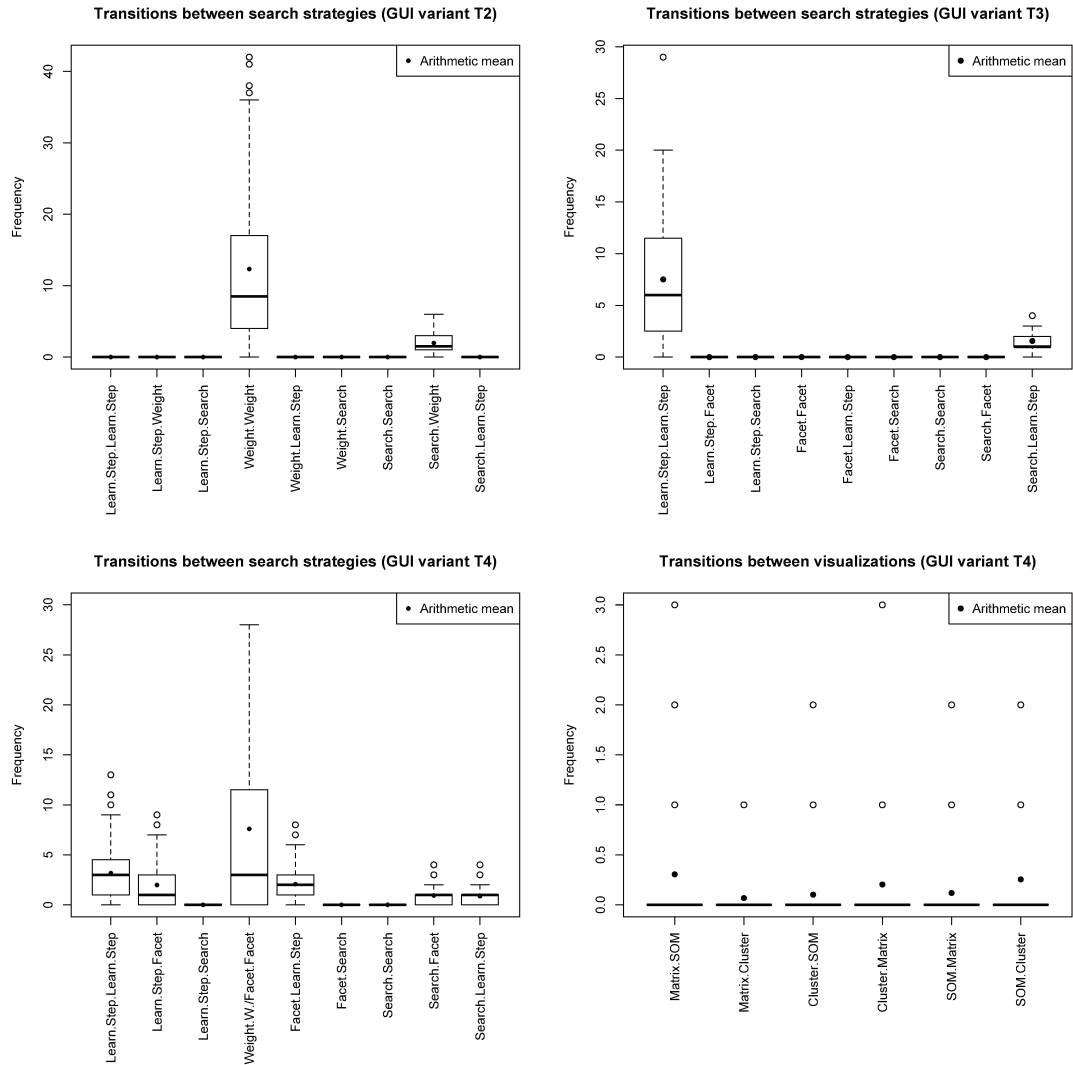 Transitions between search strategies (GUI variant T2)
Arithmetic mean
Frequency
40
30
20
10
0
Learn.Step.Learn.Step
Learn.Step.Weight
Learn.Step.Search
Weight.Weight
Weight.Learn.Step
Weight.Search
Search.Search
Search.Weight
Search.Learn.Step
Transitions between search strategies (GUI variant T3)
Arithmetic mean
Frequency
30
25
20
15
10
5
0
Learn.Step.Learn.Step
Learn.Step.Facet
Learn.Step.Search
Facet.Facet
Facet.Learn.Step
Facet.Search
Search.Search
Search.Facet
Search.Learn.Step
Transitions between search strategies (GUI variant T4)
Arithmetic mean
Frequency
30
25
20
15
10
5
0
Learn.Step.Learn.Step
Learn.Step.Facet
Learn.Step.Search
Weight.W./Facet.Facet
Facet.Learn.Step
Facet.Search
Search.Search
Search.Facet
Search.Learn.Step
Transitions between visualizations (GUI variant T4)
Arithmetic mean
Frequency
3.0
2.5
2.0
1.5
1.0
0.5
0.0
Matrix.SOM
Matrix.Cluster
Cluster.SOM
Cluster.Matrix
SOM.Matrix
SOM.Cluster